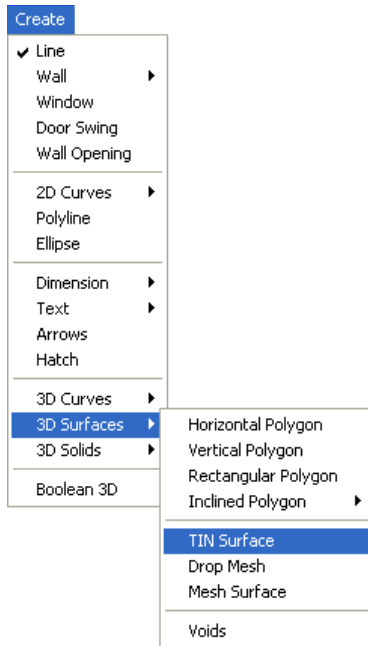 Create
Line
Wall
Window
Door Swing
Wall Opening
2D Curves
Polyline
Ellipse
Dimension
Text
Arrows
Hatch
3D Curves
3D Surfaces
3D Solids
Boolean 3D
Horizontal Polygon
Vertical Polygon
Rectangular Polygon
Inclined Polygon
TIN Surface
Drop Mesh
Mesh Surface
Voids